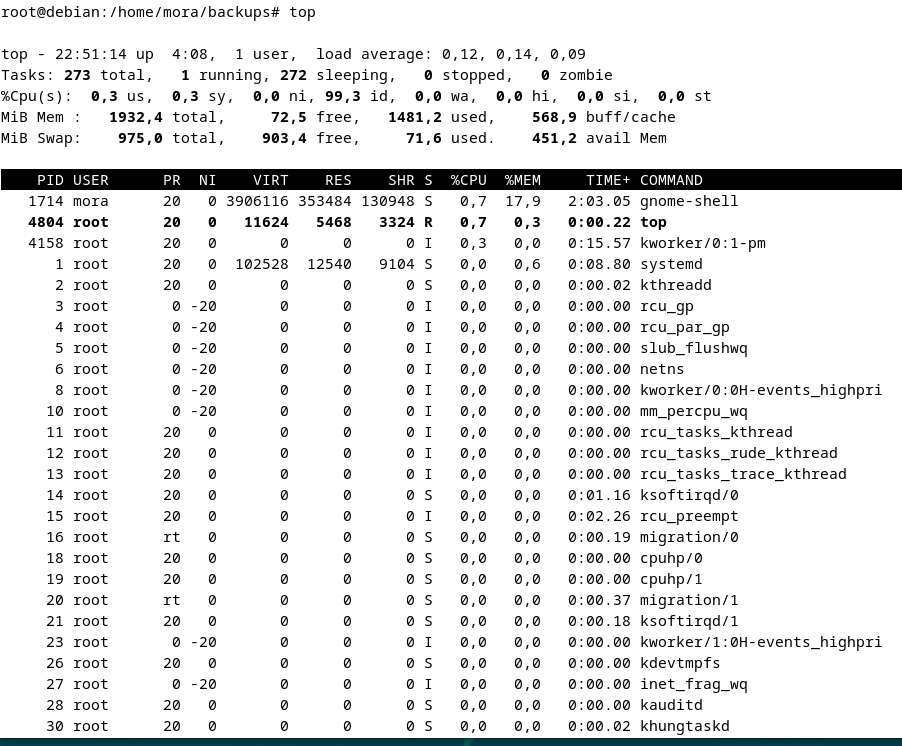 root@debian:/home/mora/backups# top
top - 22:51:14 up  4:08,  1 user,  load average: 0,12, 0,14, 0,09
Tasks: 273 total,   1 running, 272 sleeping,   0 stopped,   0 zombie
%Cpu(s):  0,3 us,  0,3 sy,  0,0 ni, 99,3 id,  0,0 wa,  0,0 hi,  0,0 si,  0,0 st
MiB Mem :   1932,4 total,     72,5 free,   1481,2 used,    568,9 buff/cache
MiB Swap:    975,0 total,    903,4 free,     71,6 used.    451,2 avail Mem
    PID USER      PR  NI    VIRT    RES    SHR S  %CPU  %MEM     TIME+ COMMAND
   1714 mora      20   0 3906116 353484 130948 S   0,7  17,9   2:03.05 gnome-shell
   4804 root      20   0   11624   5468   3324 R   0,7   0,3   0:00.22 top
   4158 root      20   0       0      0      0 I   0,3   0,0   0:15.57 kworker/0:1-pm
      1 root      20   0  102528  12540   9104 S   0,0   0,6   0:08.80 systemd
      2 root      20   0       0      0      0 S   0,0   0,0   0:00.02 kthreadd
      3 root       0 -20       0      0      0 I   0,0   0,0   0:00.00 rcu_gp
      4 root       0 -20       0      0      0 I   0,0   0,0   0:00.00 rcu_par_gp
      5 root       0 -20       0      0      0 I   0,0   0,0   0:00.00 slub_flushwq
      6 root       0 -20       0      0      0 I   0,0   0,0   0:00.00 netns
      8 root       0 -20       0      0      0 I   0,0   0,0   0:00.00 kworker/0:0H-events_highpri
     10 root       0 -20       0      0      0 I   0,0   0,0   0:00.00 mm_percpu_wq
     11 root      20   0       0      0      0 I   0,0   0,0   0:00.00 rcu_tasks_kthread
     12 root      20   0       0      0      0 I   0,0   0,0   0:00.00 rcu_tasks_rude_kthread
     13 root      20   0       0      0      0 I   0,0   0,0   0:00.00 rcu_tasks_trace_kthread
     14 root      20   0       0      0      0 S   0,0   0,0   0:01.16 ksoftirqd/0
     15 root      20   0       0      0      0 I   0,0   0,0   0:02.26 rcu_preempt
     16 root      rt   0       0      0      0 S   0,0   0,0   0:00.19 migration/0
     18 root      20   0       0      0      0 S   0,0   0,0   0:00.00 cpuhp/0
     19 root      20   0       0      0      0 S   0,0   0,0   0:00.00 cpuhp/1
     20 root      rt   0       0      0      0 S   0,0   0,0   0:00.37 migration/1
     21 root      20   0       0      0      0 S   0,0   0,0   0:00.18 ksoftirqd/1
     23 root       0 -20       0      0      0 I   0,0   0,0   0:00.00 kworker/1:0H-events_highpri
     26 root      20   0       0      0      0 S   0,0   0,0   0:00.00 kdevtmpfs
     27 root       0 -20       0      0      0 I   0,0   0,0   0:00.00 inet_frag_wq
     28 root      20   0       0      0      0 S   0,0   0,0   0:00.00 kauditd
     30 root      20   0       0      0      0 S   0,0   0,0   0:00.02 khungtaskd